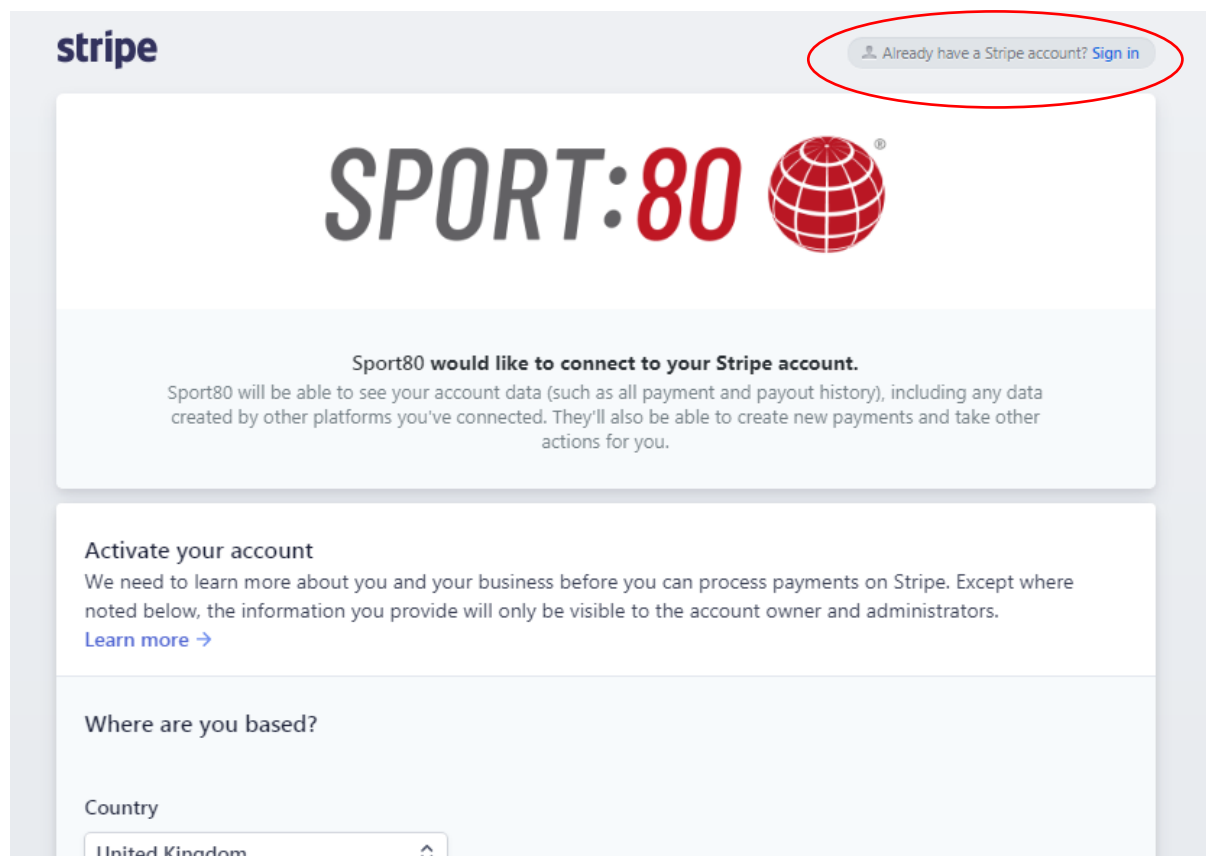 stripe
Already have a Stripe account? Sign in
SPORT:80 ®
Sport80 would like to connect to your Stripe account.
Sport80 will be able to see your account data (such as all payment and payout history), including any data
created by other platforms you've connected. They'll also be able to create new payments and take other
actions for you.
Activate your account
We need to learn more about you and your business before you can process payments on Stripe. Except where
noted below, the information you provide will only be visible to the account owner and administrators.
Learn more →
Where are you based?
Country
United Kingdom